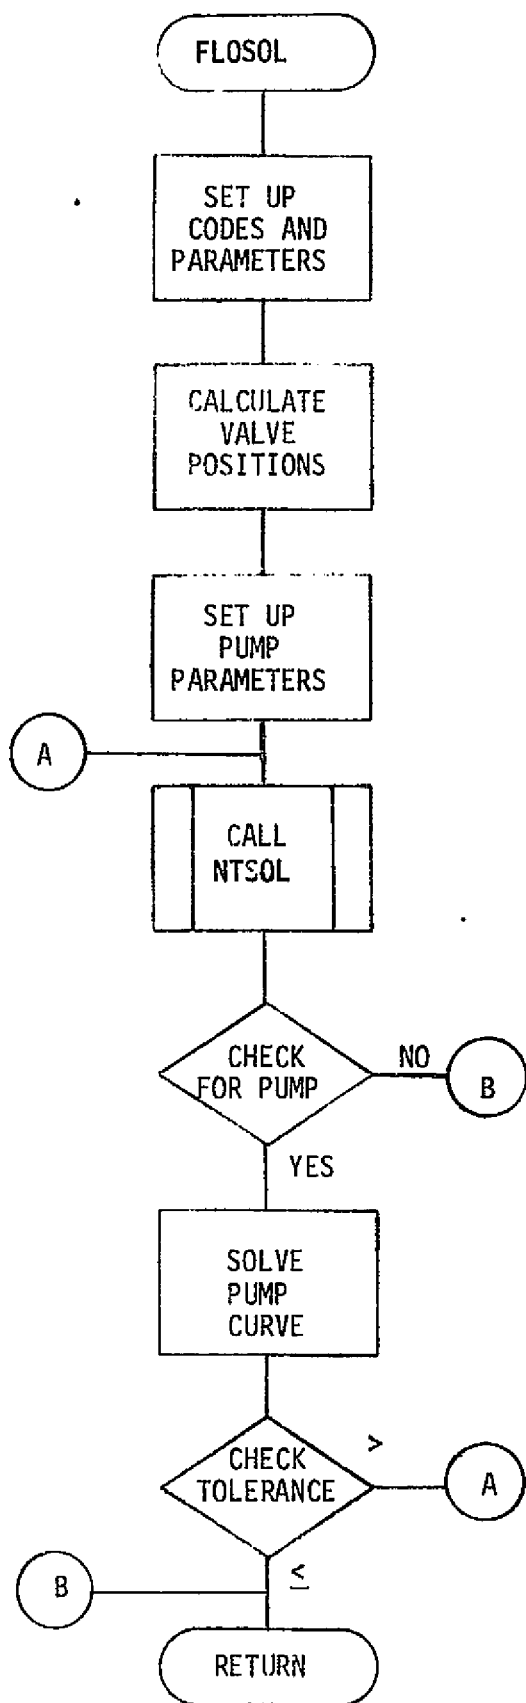 FLOSOL
SET UP
CODES AND
PARAMETERS
CALCULATE
VALVE
POSITIONS
SET UP
PUMP
PARAMETERS
A
CALL
NTSOL
CHECK
FOR PUMP
NO
B
YES
SOLVE
PUMP
CURVE
>
CHECK
TOLERANCE
A
≤
B
RETURN